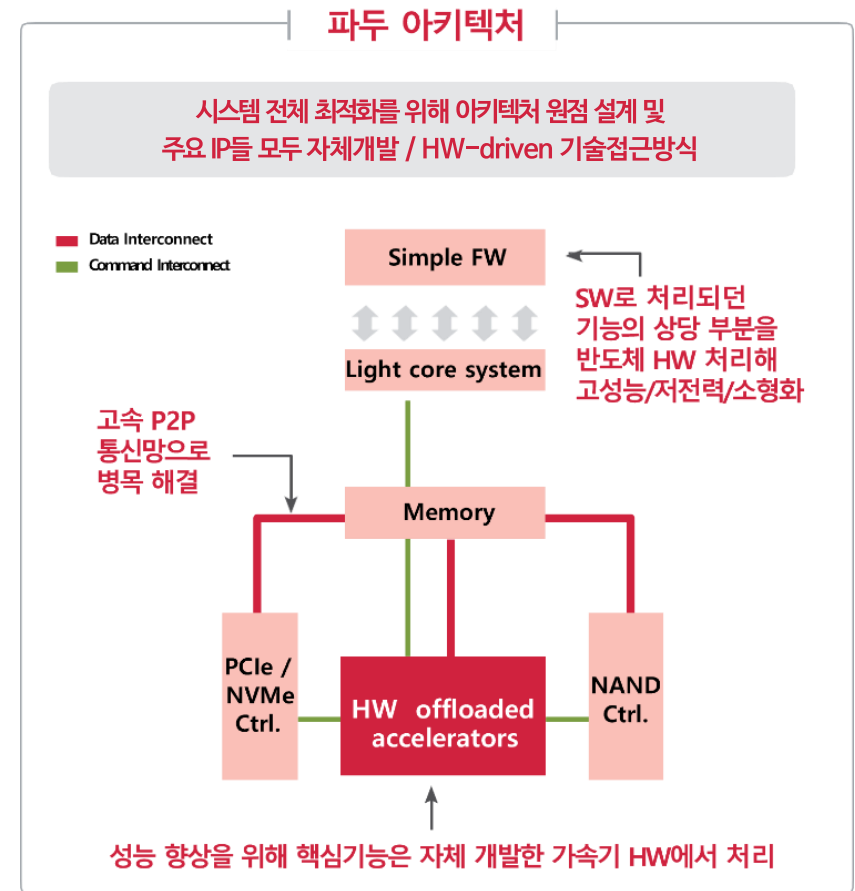 파두 아키텍처
시스템 전체 최적화를 위해 아키텍처 원점 설계 및
주요 IP들 모두 자체개발 / HW-driven 기술접근방식
Data Interconnect
Command Interconnect
Simple FW
SW로 처리되던
기능의 상당 부분을
반도체 HW 처리해
고성능/저전력/소형화
Light core system
고속 P2P
통신망으로
병목 해결
Memory
PCIe /
NVMe
Ctrl.
HW offloaded
accelerators
NAND
Ctrl.
성능 향상을 위해 핵심기능은 자체 개발한 가속기 HW에서 처리